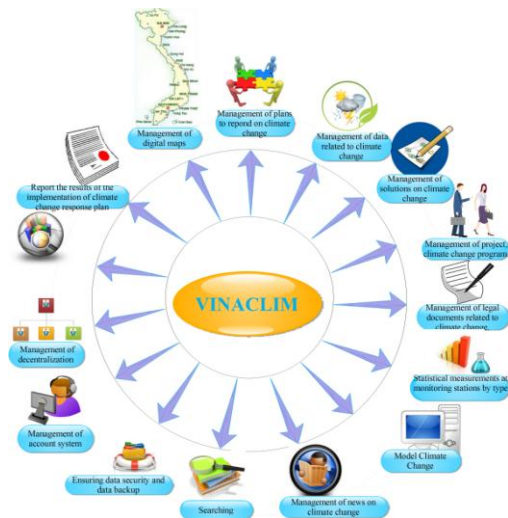 Management of
digital maps
Management of plans
to repond on climate
change
Management of data
related to climate
change
Management of
solutions on climate
change
Management of project,
climate change program
Management of legal
documents related to
climate change,
Statistical measurements
monitoring stations by type
Model Climate
Change
Management of news on
climate change
Searching
Ensuring data security and
data backup
Management of
account system
Management of
decentralization
Report the results of the
implementation of climate
change response plan
VINACLIM